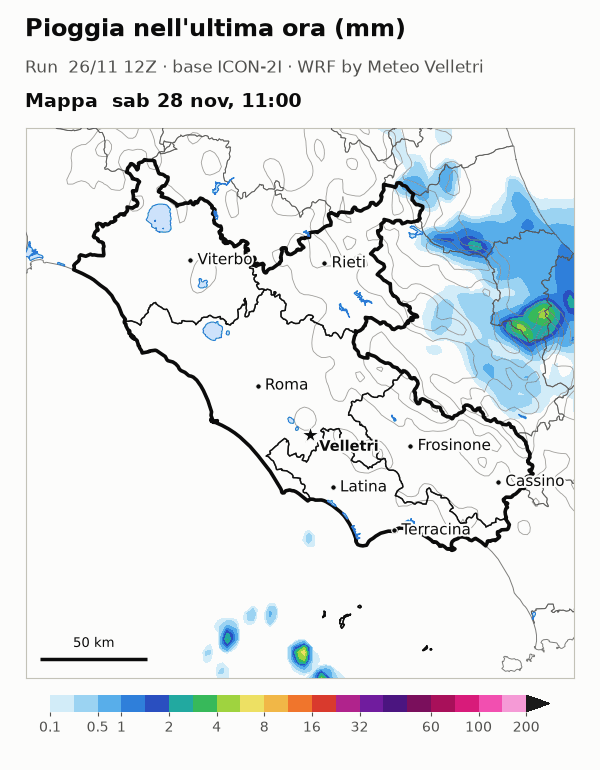 Pioggia nell'ultima ora (mm)
Run  26/11 12Z · base ICON-2I · WRF by Meteo Velletri
Mappa  sab 28 nov, 11:00
Viterbo
Rieti
Roma
Velletri
Frosinone
Latina
Cassino
Terracina
50 km
0.1 0.5 1 2 4 8 16 32 60 100 200